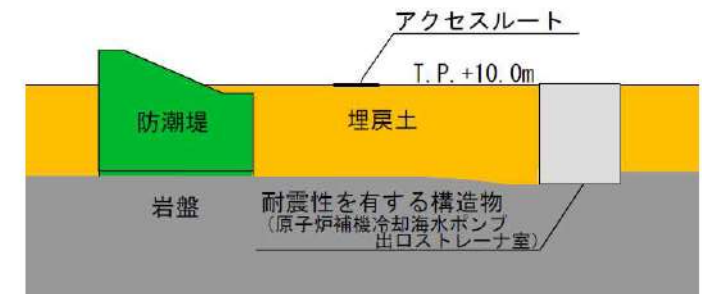 アクセスルート
T.P.+10.0m
防潮堤
埋戻土
岩盤
耐震性を有する構造物
(原子炉補機冷却海水ポンプ
出口ストレーナ室)